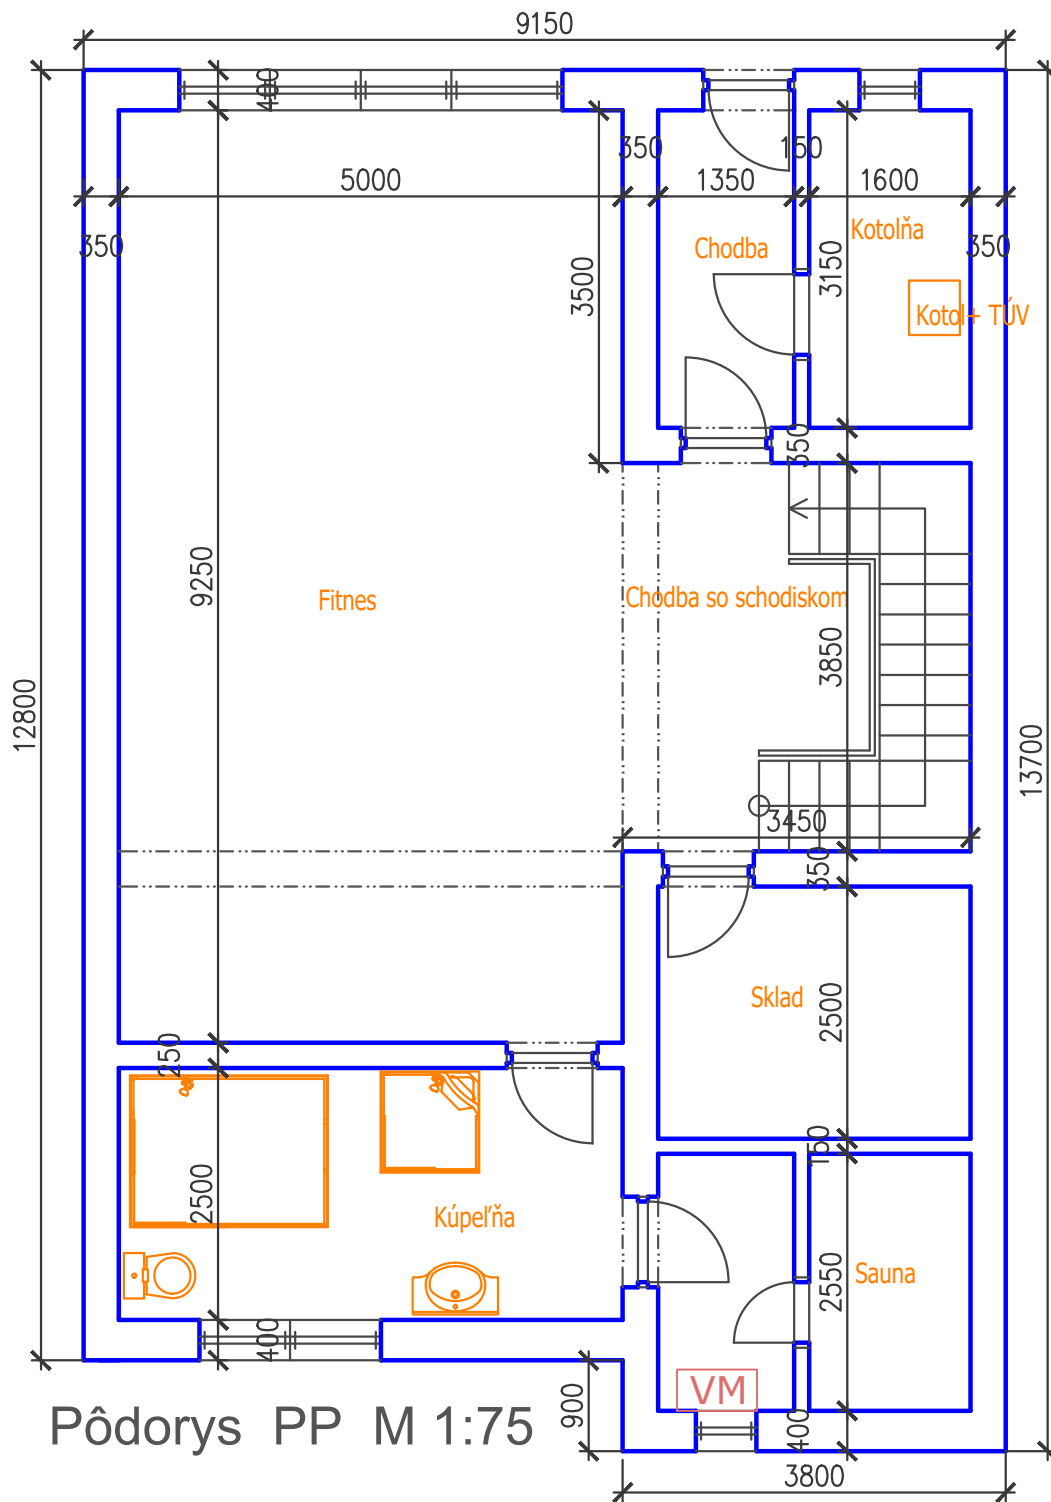 9150
400
350
150
5000
1350
1600
350
Chodba
Kotolňa
350
3500
3150
Kotol+ TÚV
350
9250
Fitnes
Chodba so schodiskom
3850
12800
13700
3450
350
Sklad
2500
250
150
2500
Kúpeľňa
Sauna
2550
400
VM
900
400
Pôdorys PP M 1:75
3800